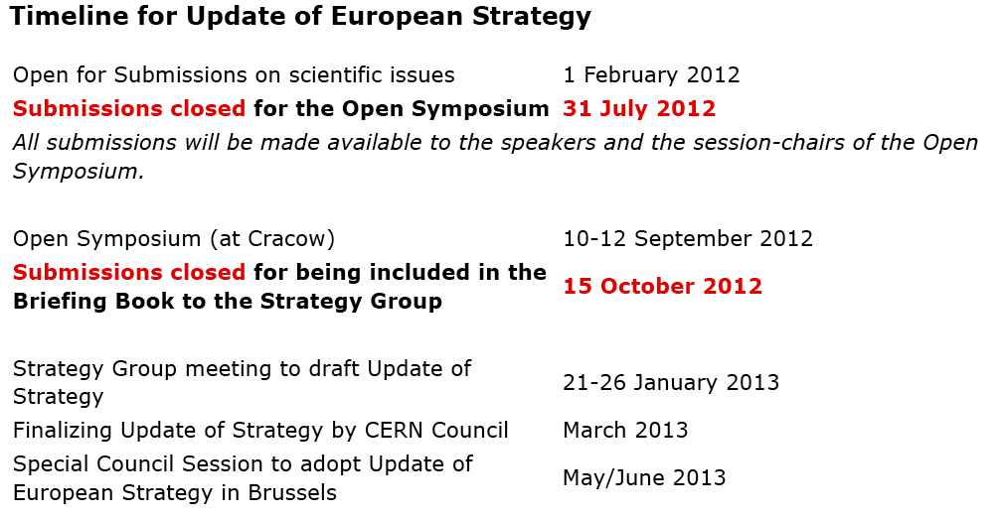 Timeline for Update of European Strategy
Open for Submissions on scientific issues 1 February 2012
Submissions closed for the Open Symposium 31 July 2012
All submissions will be made available to the speakers and the session-chairs of the Open
Symposium.
Open Symposium (at Cracow) 10-12 September 2012
Submissions closed for being included in the
Briefing Book to the Strategy Group
15 October 2012
Strategy Group meeting to draft Update of
Strategy
21-26 January 2013
Finalizing Update of Strategy by CERN Council March 2013
Special Council Session to adopt Update of
European Strategy in Brussels
May/June 2013